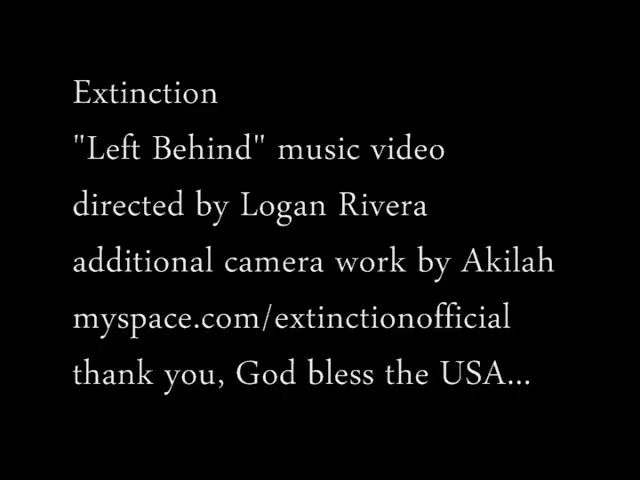 Extinction
"Left Behind" music video
directed by Logan Rivera
additional camera work by Akilah
myspace.com/extinctionofficial
thank you, God bless the USA...